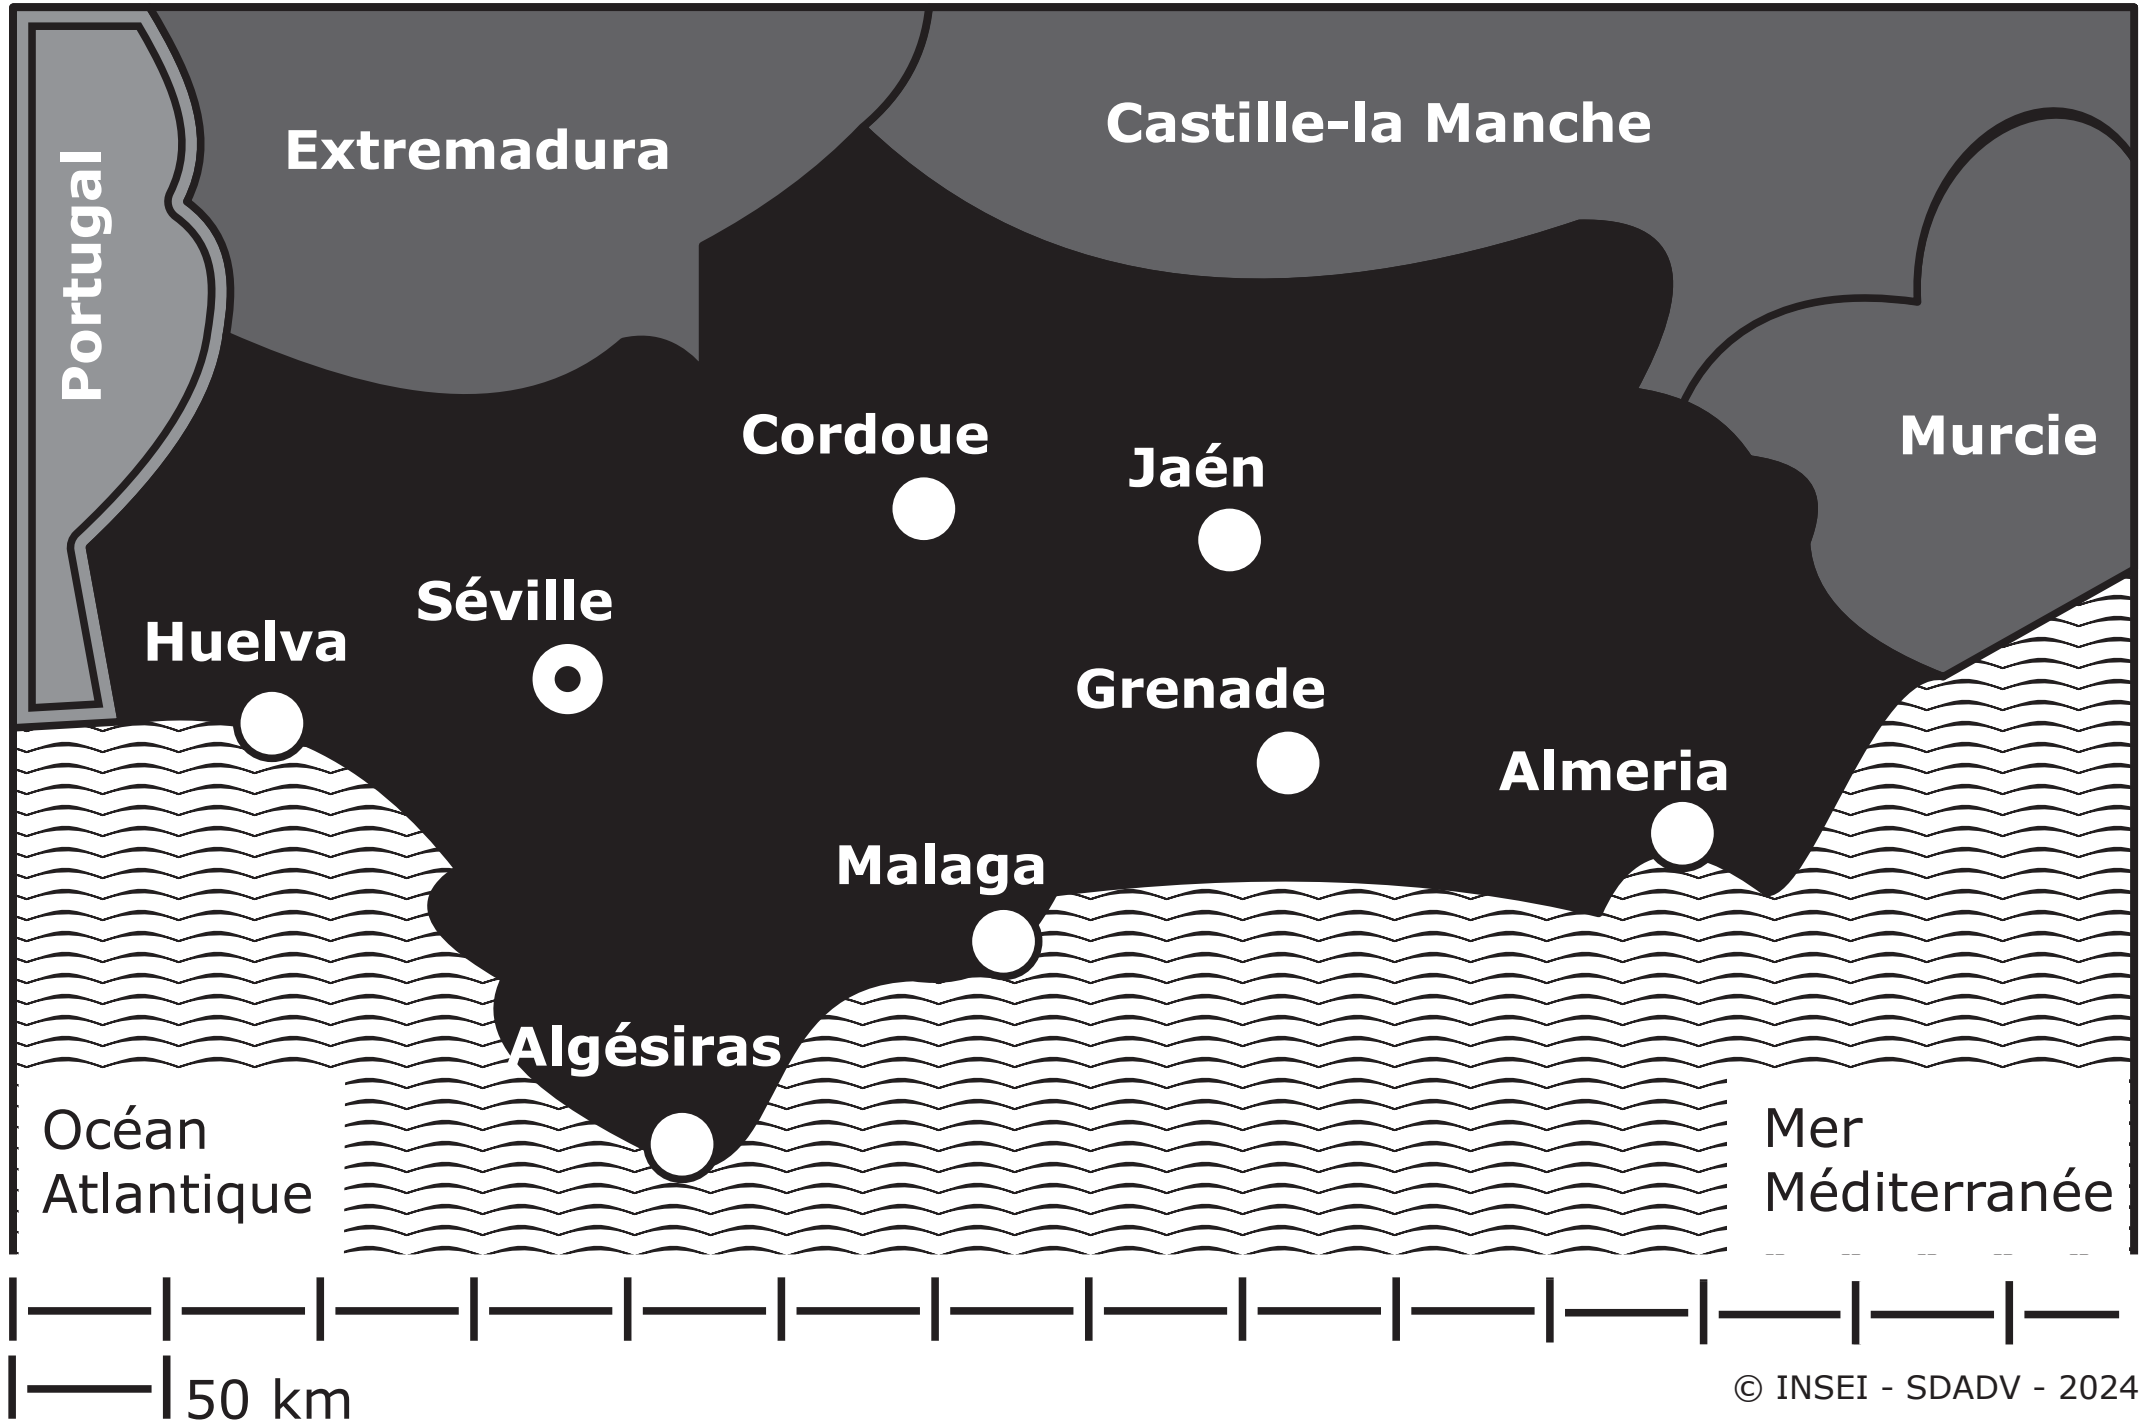 Castille-la Manche
Extremadura
Portugal
Murcie
Cordoue
Jaén
Séville
Huelva
Grenade
Almeria
Malaga
Algésiras
Océan
Atlantique
Mer
Méditerranée
50 km
© INSEI - SDADV - 2024